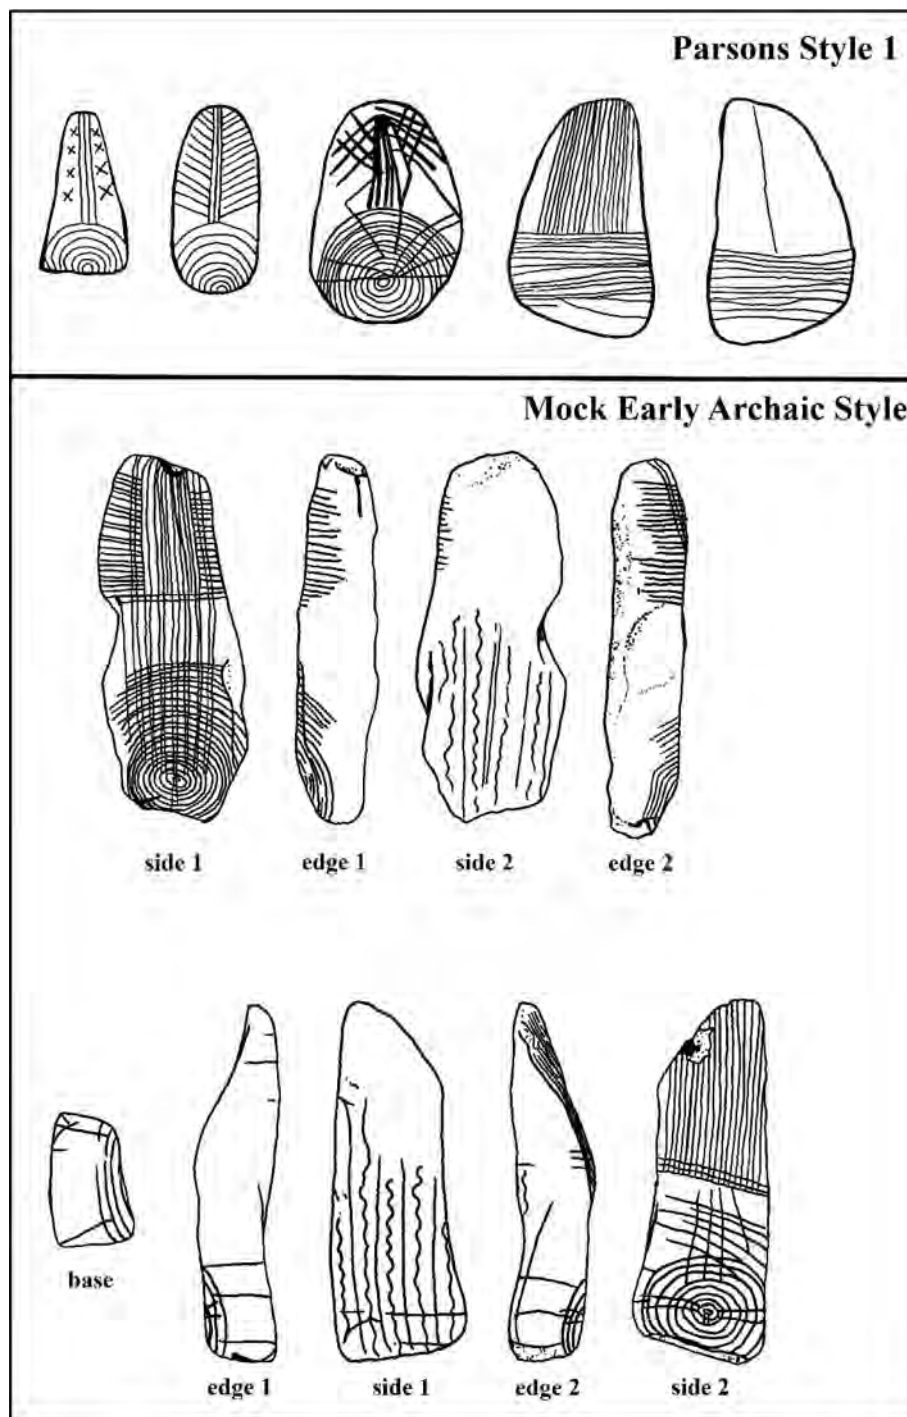 Parsons Style 1
Mock Early Archaic Style
side 1 edge 1 side 2 edge 2
base
edge 1 side 1 edge 2 side 2